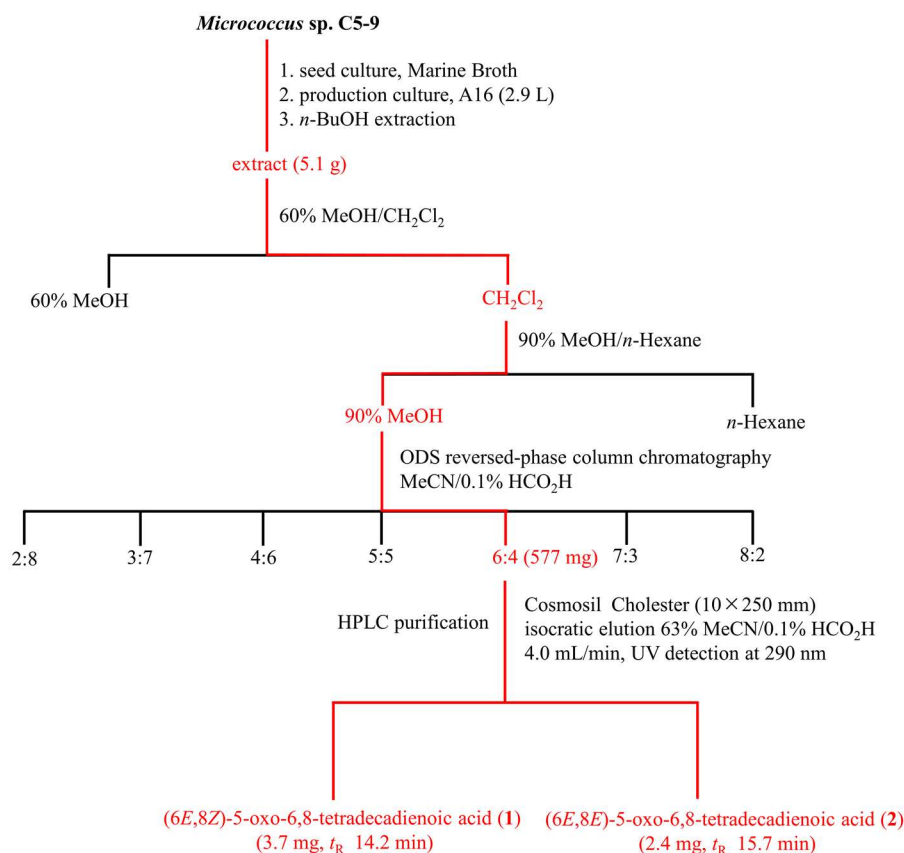 Micrococcus sp. C5-9
1. seed culture, Marine Broth
2. production culture, A16 (2.9 L)
3. n-BuOH extraction
extract (5.1 g)
60% MeOH/CH₂Cl₂
60% MeOH
CH₂Cl₂
90% MeOH/n-Hexane
90% MeOH
n-Hexane
ODS reversed-phase column chromatography
MeCN/0.1% HCO₂H
2:8 3:7 4:6 5:5 6:4 (577 mg) 7:3 8:2
HPLC purification
Cosmosil Cholester (10×250 mm)
isocratic elution 63% MeCN/0.1% HCO₂H
4.0 mL/min, UV detection at 290 nm
(6E,8Z)-5-oxo-6,8-tetradecadienoic acid (1)
(3.7 mg, tR 14.2 min)
(6E,8E)-5-oxo-6,8-tetradecadienoic acid (2)
(2.4 mg, tR 15.7 min)